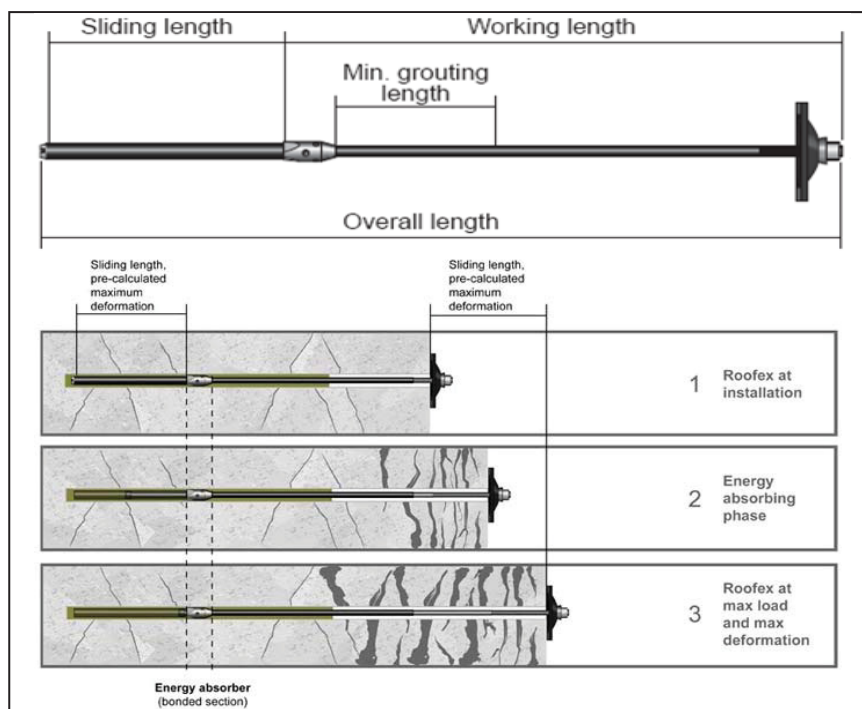 Sliding length
Working length
Min. grouting
length
Overall length
Sliding length,
pre-calculated
maximum
deformation
Sliding length,
pre-calculated
maximum
deformation
1
Roofex at
installation
2
Energy
absorbing
phase
3
Roofex at
max load
and max
deformation
Energy absorber
(bonded section)